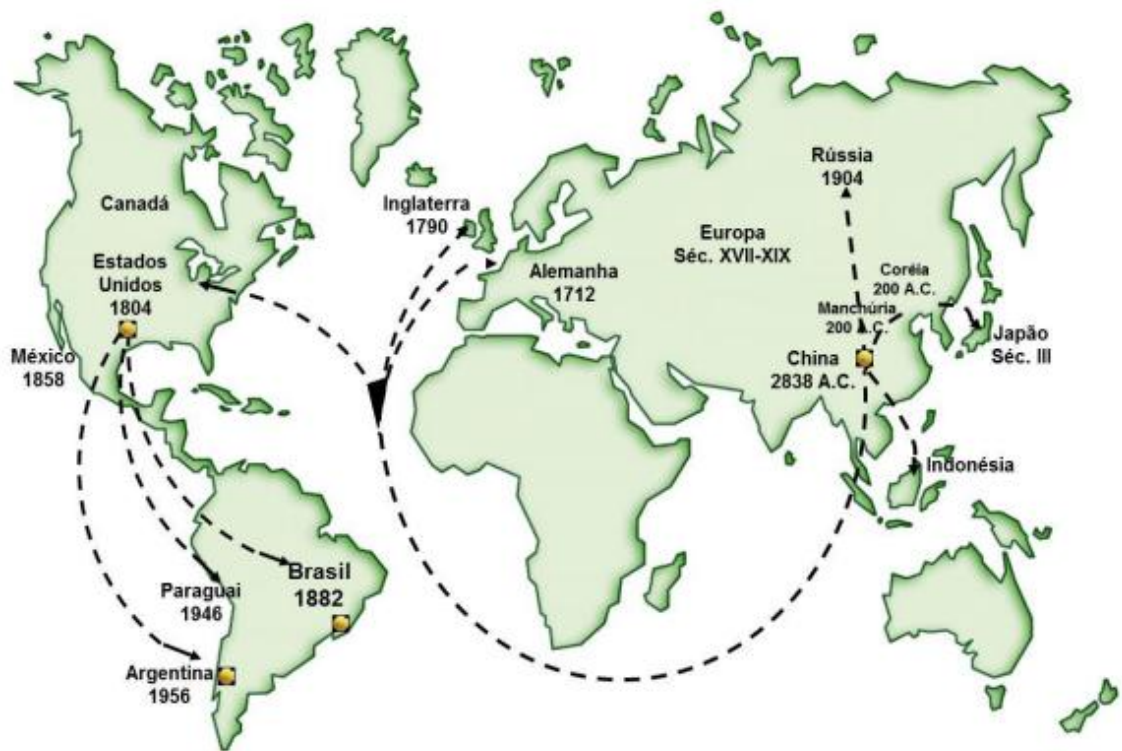 Canadá
Estados
Unidos
1804
México
1858
Inglaterra
1790
Alemanha
1712
Europa
Séc. XVII-XIX
Rússia
1904
Coréia
200 A.C.
Manchúria
200 A.C.
China
2838 A.C.
Japão
Séc. III
Indonésia
Brasil
1882
Paraguai
1946
Argentina
1956